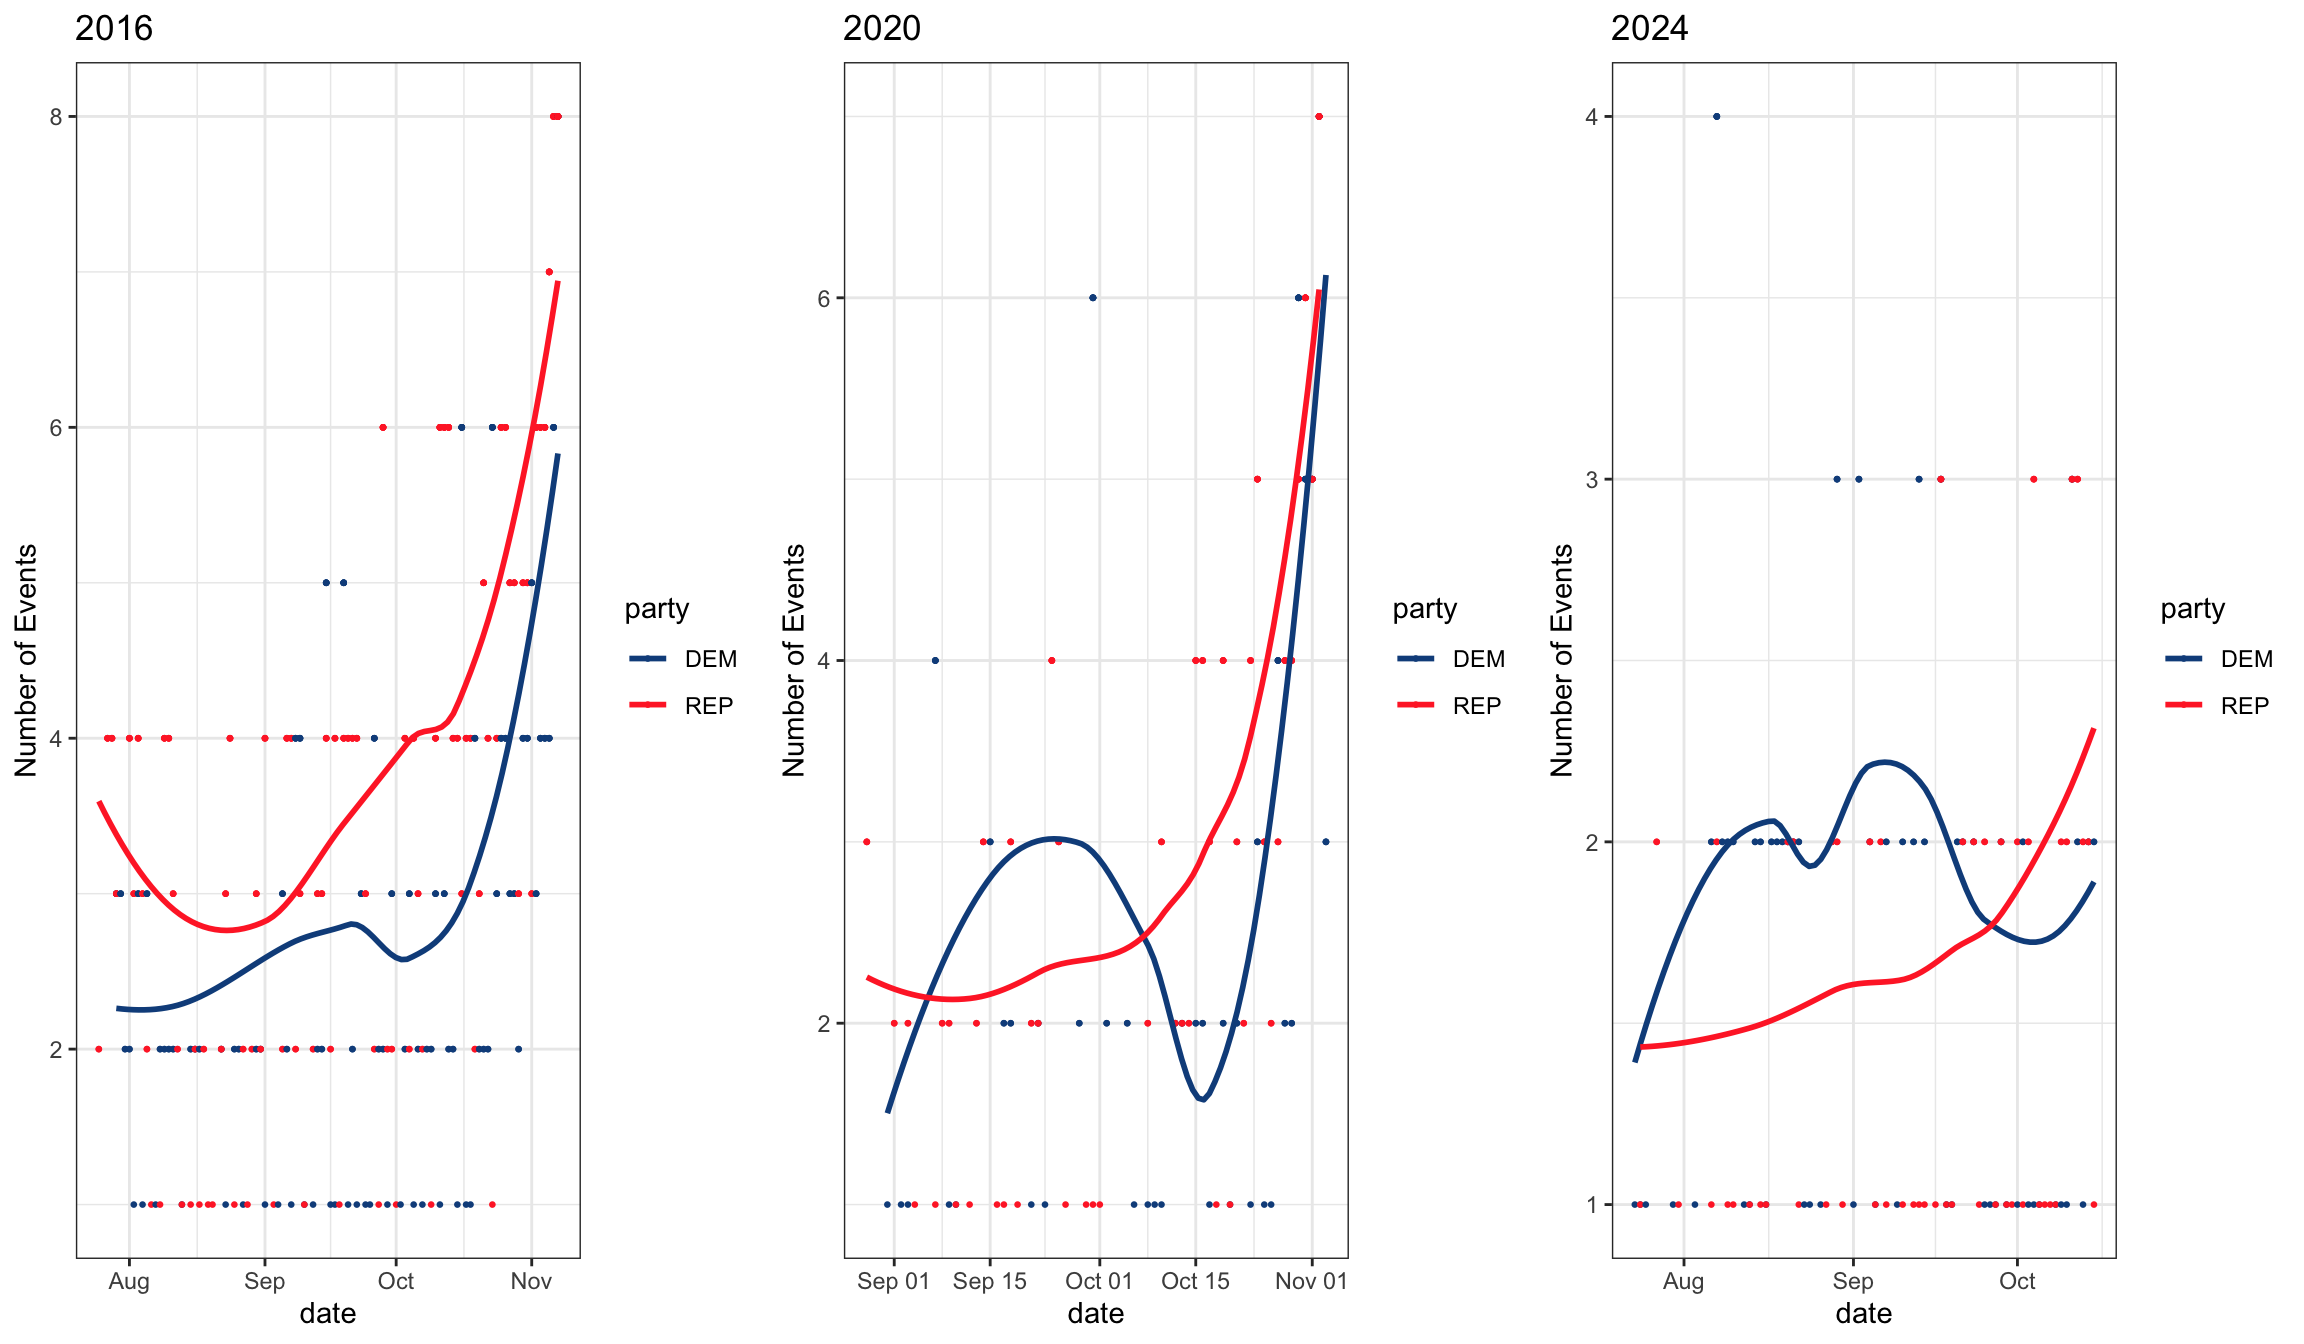 2016
8
6
4
2
Number of Events
Aug Sep Oct Nov
date
party
DEM
REP
2020
6
4
2
Number of Events
Sep 01 Sep 15 Oct 01 Oct 15 Nov 01
date
party
DEM
REP
2024
4
3
2
1
Number of Events
Aug Sep Oct
date
party
DEM
REP